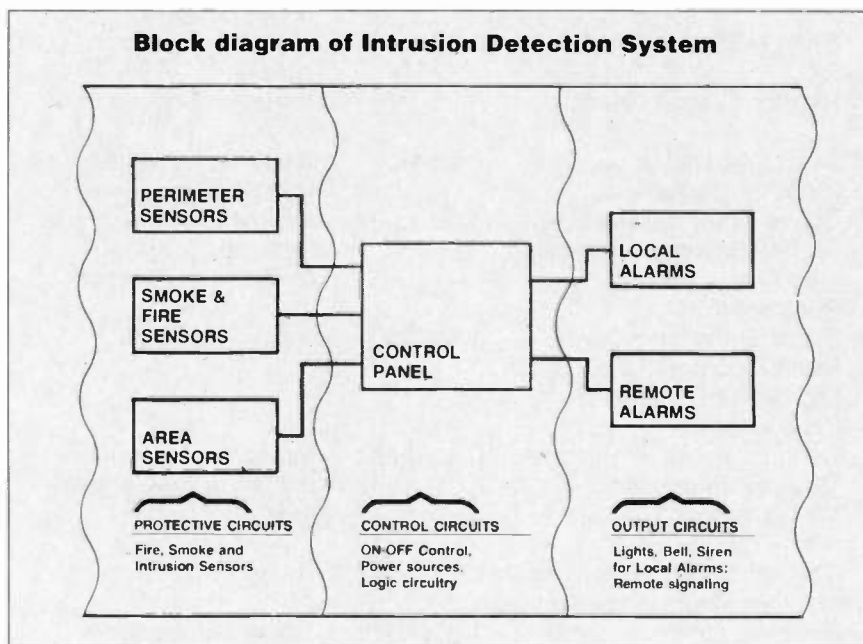 Block diagram of Intrusion Detection System
PERIMETER
SENSORS
SMOKE &
FIRE
SENSORS
AREA
SENSORS
CONTROL
PANEL
LOCAL
ALARMS
REMOTE
ALARMS
PROTECTIVE CIRCUITS
Fire, Smoke and
Intrusion Sensors
CONTROL CIRCUITS
ON-OFF Control,
Power sources,
Logic circuitry
OUTPUT CIRCUITS
Lights, Bell, Siren
for Local Alarms:
Remote signaling